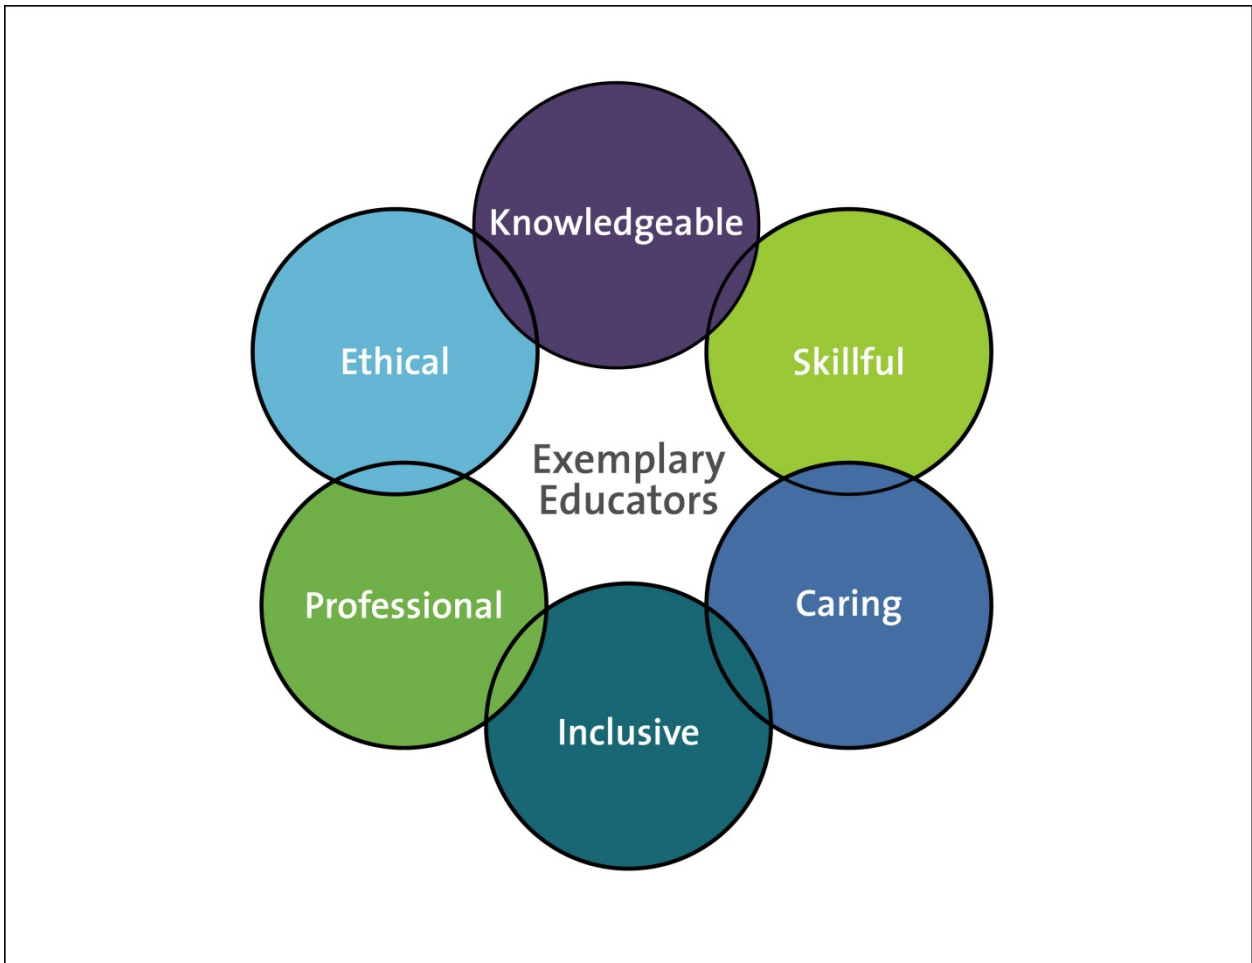 Knowledgeable
Ethical
Skillful
Exemplary
Educators
Professional
Caring
Inclusive